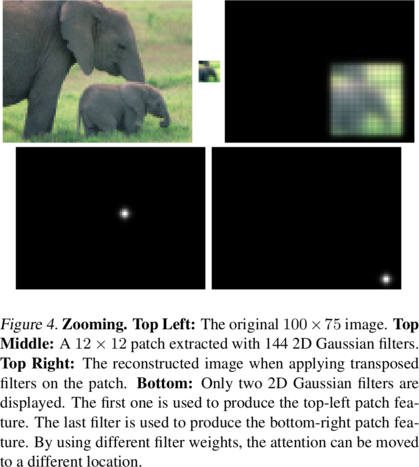 Figure 4. Zooming. Top Left: The original 100 × 75 image. Top
Middle: A 12 × 12 patch extracted with 144 2D Gaussian filters.
Top Right: The reconstructed image when applying transposed
filters on the patch. Bottom: Only two 2D Gaussian filters are
displayed. The first one is used to produce the top-left patch fea-
ture. The last filter is used to produce the bottom-right patch fea-
ture. By using different filter weights, the attention can be moved
to a different location.